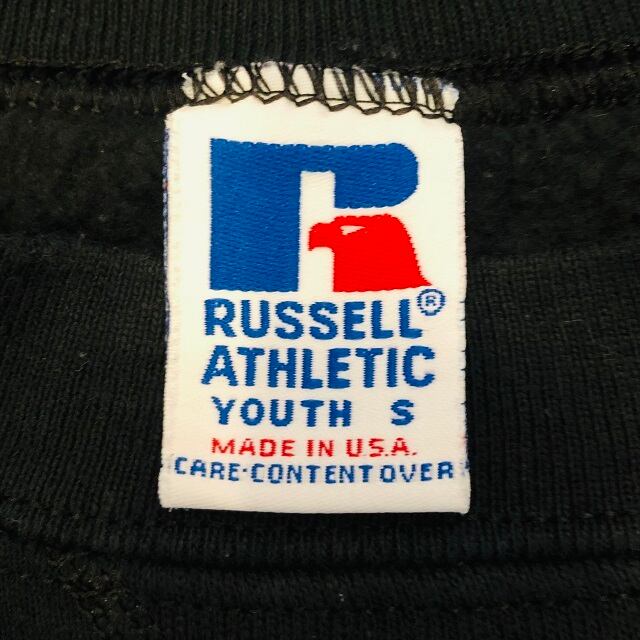 RUSSELL®
ATHLETIC
YOUTH S
MADE IN U.S.A.
CARE·CONTENT OVER